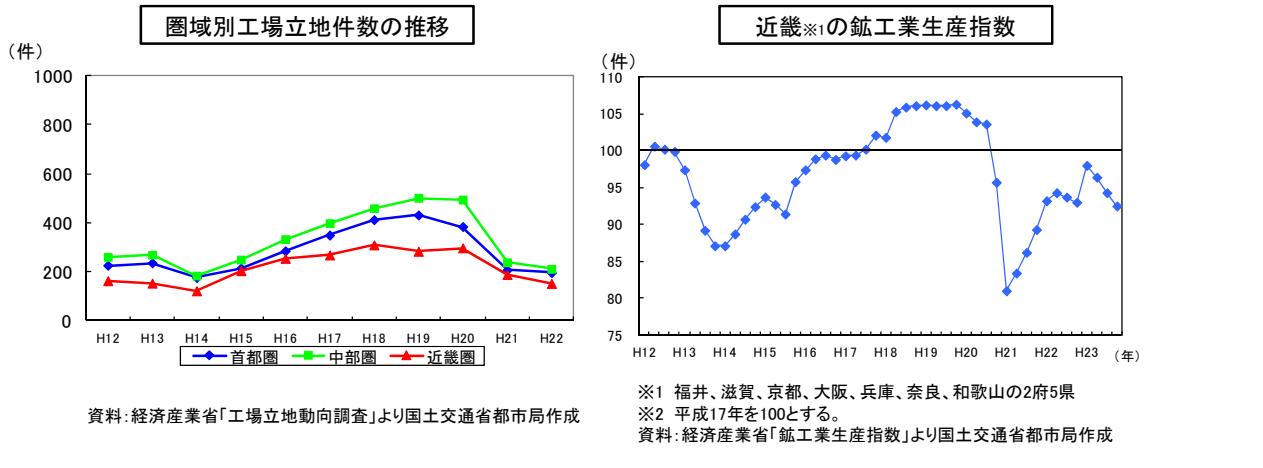 圏域別工場立地件数の推移
(件)
1000
800
600
400
200
0
H12 H13 H14 H15 H16 H17 H18 H19 H20 H21 H22
首都圏 中部圏 近畿圏
資料:経済産業省「工場立地動向調査」より国土交通省都市局作成
近畿※1の鉱工業生産指数
(件)
110
105
100
95
90
85
80
75
H12 H13 H14 H15 H16 H17 H18 H19 H20 H21 H22 H23 (年)
※1 福井、滋賀、京都、大阪、兵庫、奈良、和歌山の2府5県
※2 平成17年を100とする。
資料:経済産業省「鉱工業生産指数」より国土交通省都市局作成